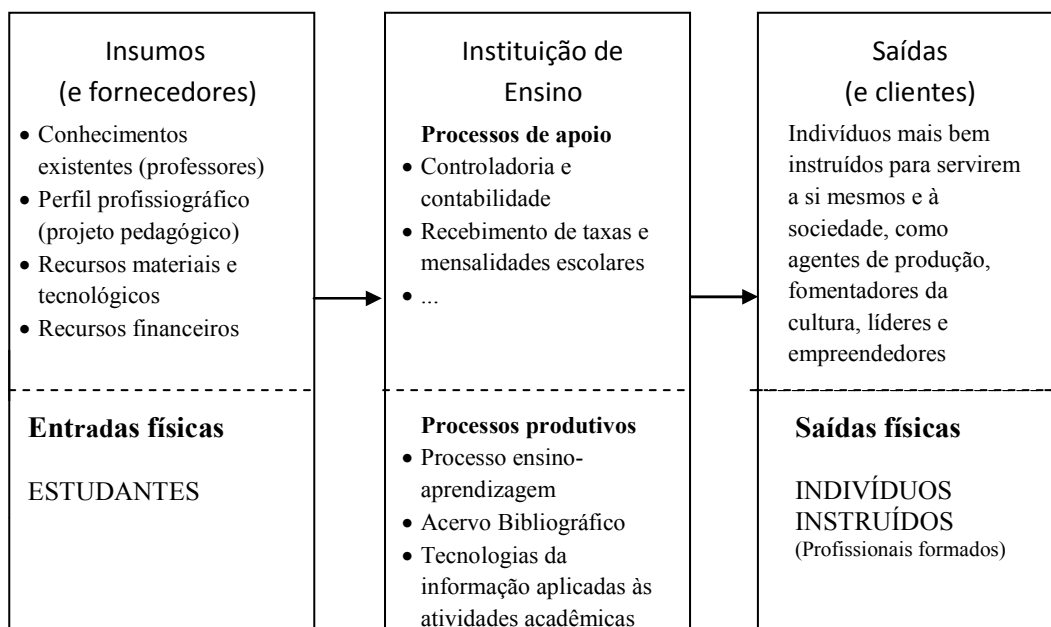 Insumos
(e fornecedores)
• Conhecimentos
existentes (professores)
• Perfil profissiográfico
(projeto pedagógico)
• Recursos materiais e
tecnológicos
• Recursos financeiros
Entradas físicas
ESTUDANTES
Instituição de
Ensino
Processos de apoio
• Controladoria e
contabilidade
• Recebimento de taxas e
mensalidades escolares
• ...
Processos produtivos
• Processo ensino-
aprendizagem
• Acervo Bibliográfico
• Tecnologias da
informação aplicadas às
atividades acadêmicas
Saídas
(e clientes)
Indivíduos mais bem
instruídos para servirem
a si mesmos e à
sociedade, como
agentes de produção,
fomentadores da
cultura, líderes e
empreendedores
Saídas físicas
INDIVÍDUOS
INSTRUÍDOS
(Profissionais formados)